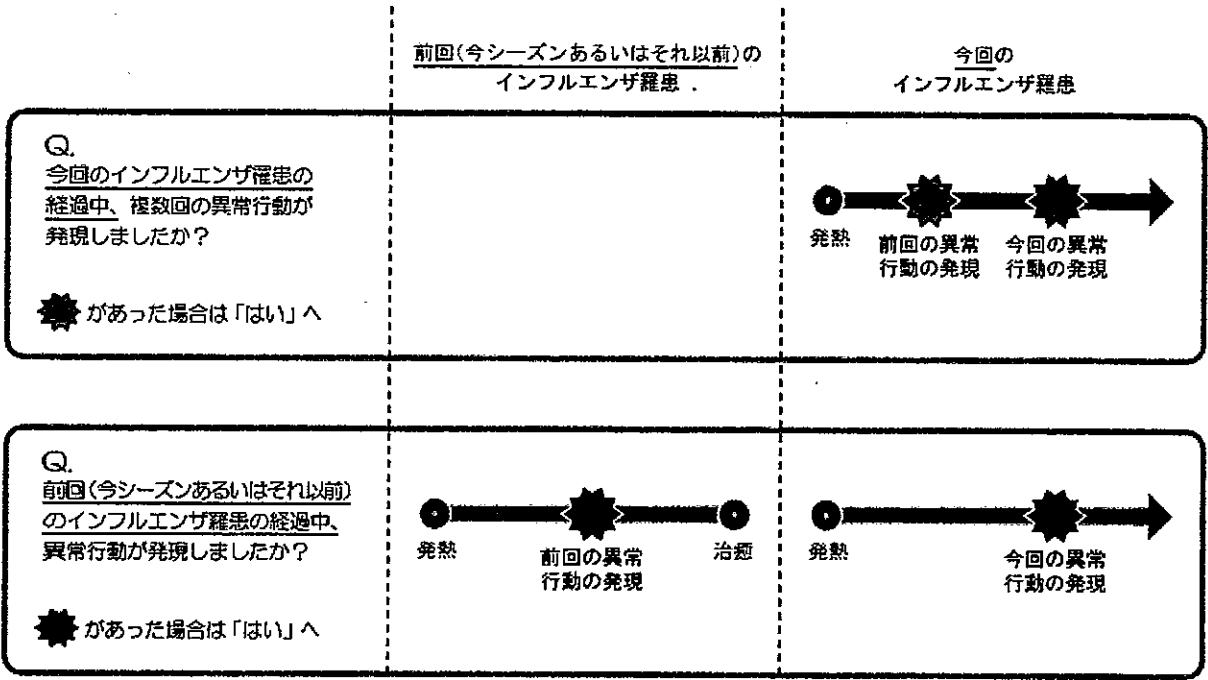 前回(今シーズンあるいはそれ以前)の
インフルエンザ罹患
今回の
インフルエンザ罹患
Q.
今回のインフルエンザ罹患の
経過中、複数回の異常行動が
発現しましたか?
があった場合は「はい」へ
発熱
前回の異常
行動の発現
今回の異常
行動の発現
Q.
前回(今シーズンあるいはそれ以前)
のインフルエンザ罹患の経過中、
異常行動が発現しましたか?
があった場合は「はい」へ
発熱
前回の異常
行動の発現
治癒
発熱
今回の異常
行動の発現